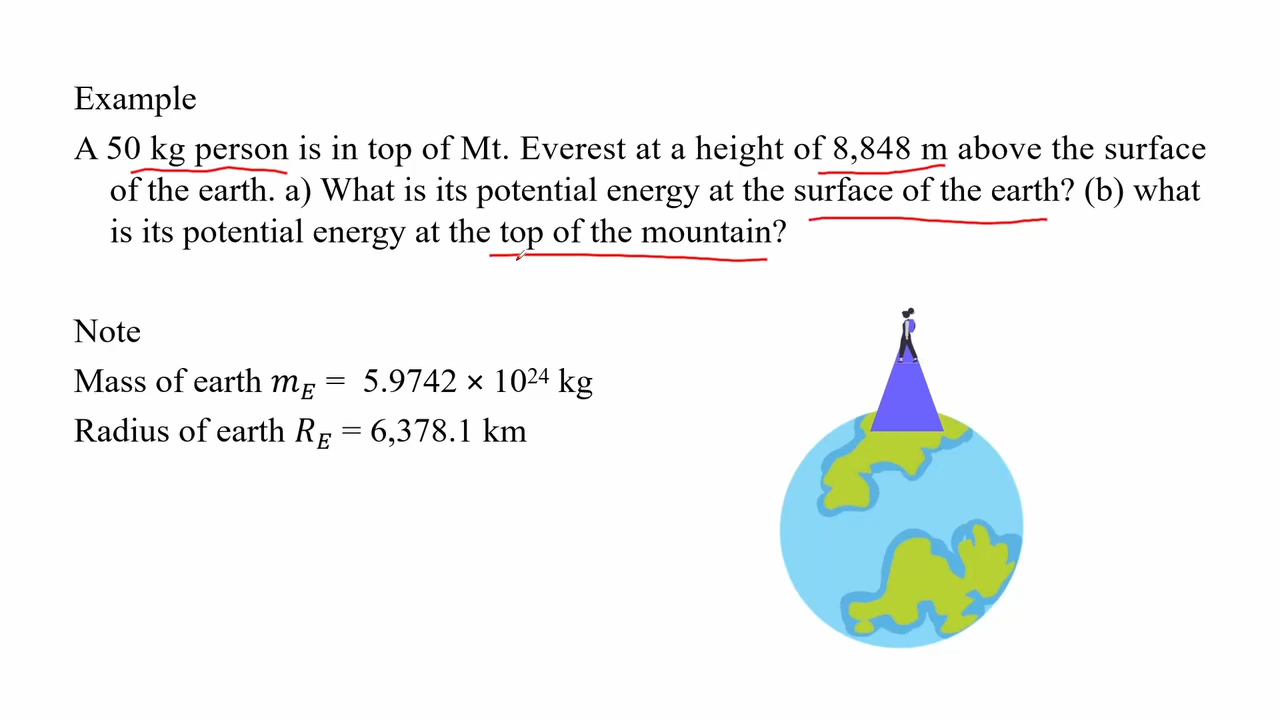 Example
A 50 kg person is in top of Mt. Everest at a height of 8,848 m above the surface
of the earth. a) What is its potential energy at the surface of the earth? (b) what
is its potential energy at the top of the mountain?
Note
Mass of earth m_E = 5.9742 × 10²⁴ kg
Radius of earth R_E = 6,378.1 km